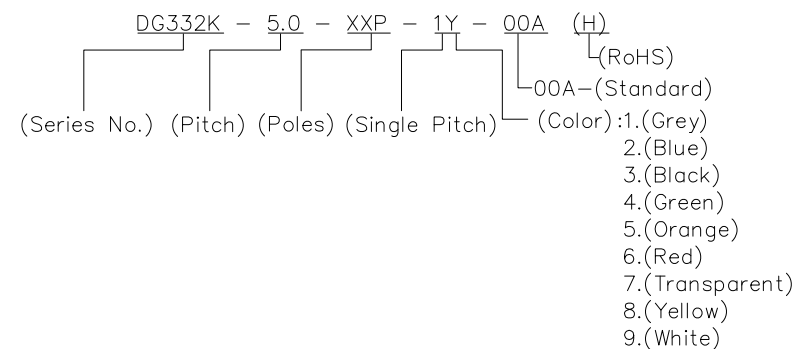 DG332K - 5.0 - XXP - 1Y - 00A (H)
(RoHS)
00A-(Standard)
(Series No.) (Pitch) (Poles) (Single Pitch) (Color):1.(Grey)
2.(Blue)
3.(Black)
4.(Green)
5.(Orange)
6.(Red)
7.(Transparent)
8.(Yellow)
9.(White)